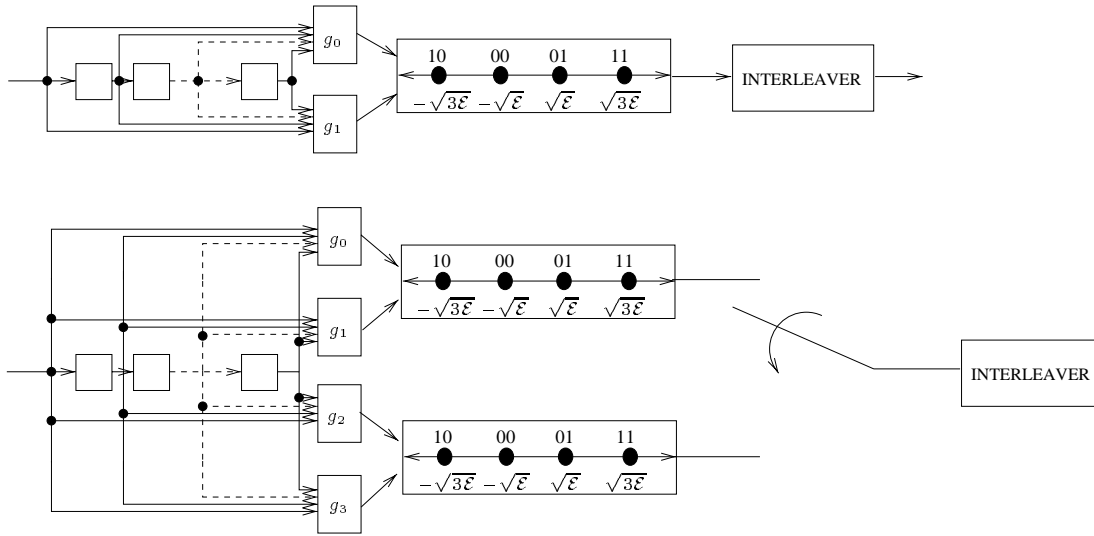 g₀
10 00 01 11
−√3ℰ −√ℰ √ℰ √3ℰ
INTERLEAVER
g₁
g₀
10 00 01 11
−√3ℰ −√ℰ √ℰ √3ℰ
g₁
INTERLEAVER
g₂
10 00 01 11
−√3ℰ −√ℰ √ℰ √3ℰ
g₃